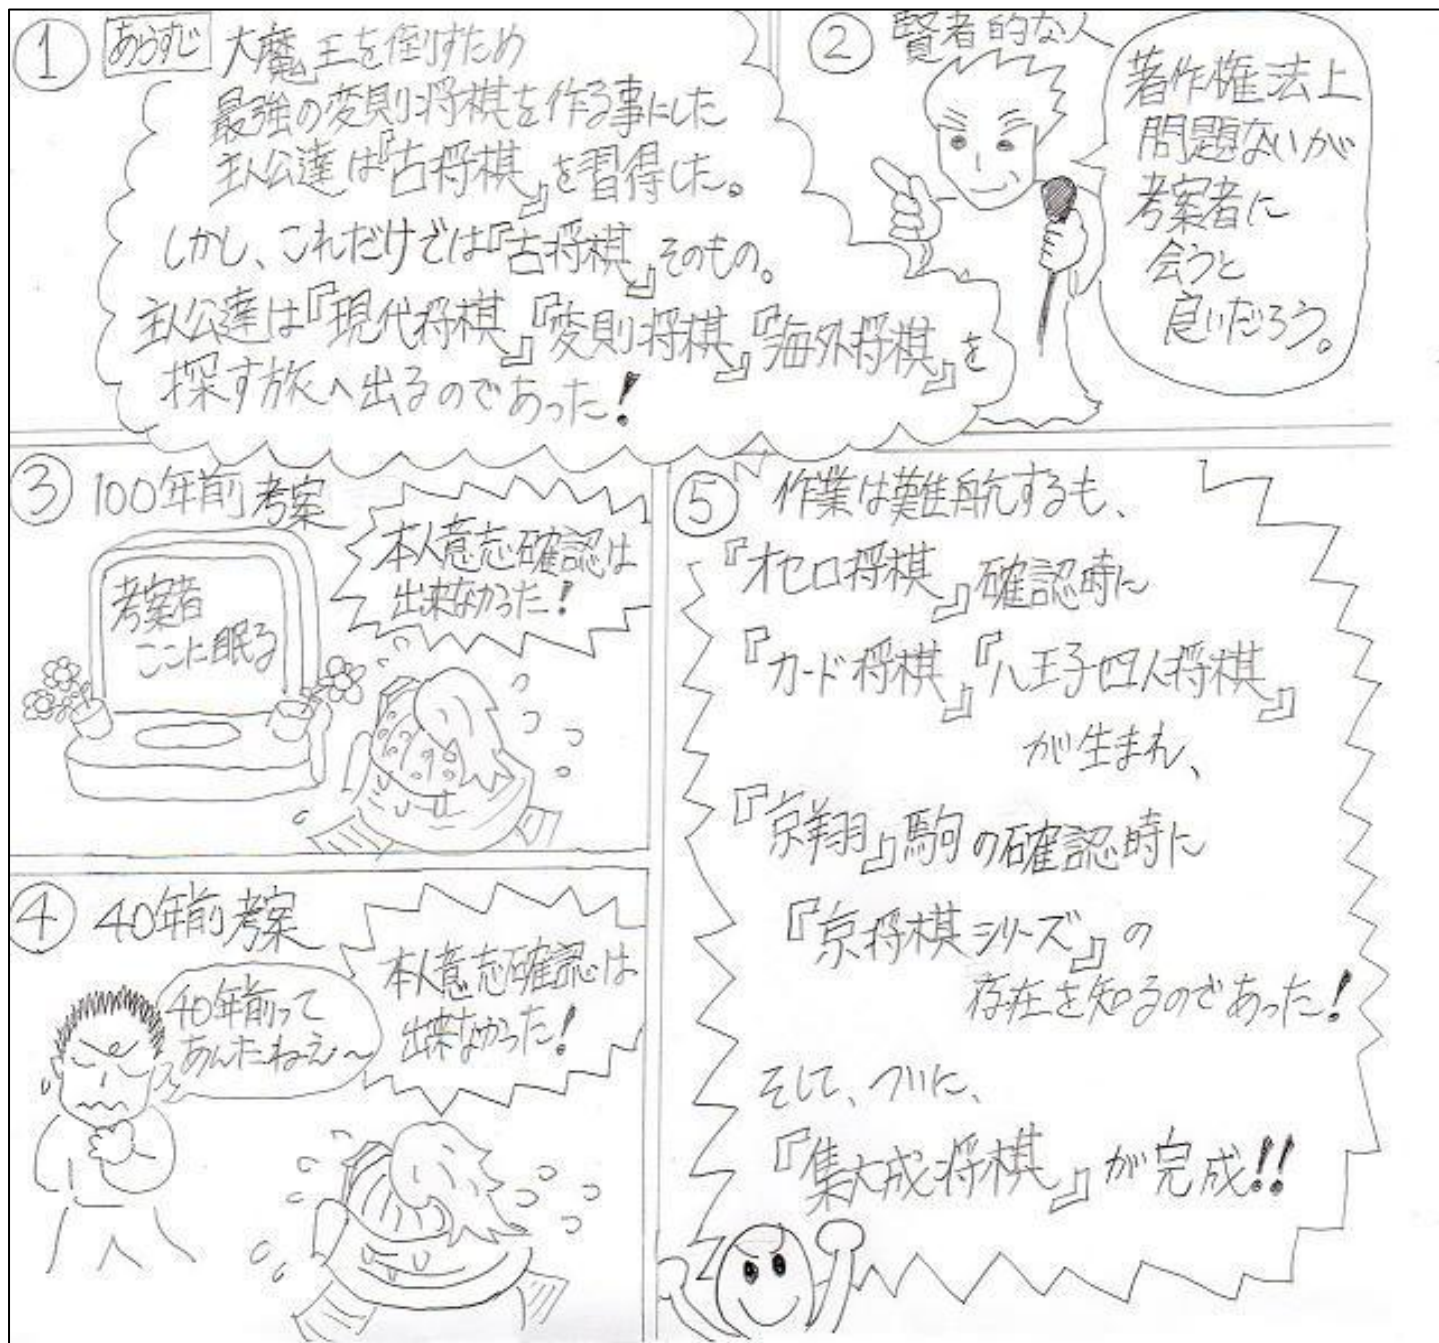 ① あらすじ 大魔王を倒すため
最強の変則将棋を作る事にした
主人公達は『古将棋』を習得した。
しかし、これだけでは『古将棋』そのもの。
主人公達は『現代将棋』『変則将棋』『海外将棋』を
探す旅へ出るのであった!
② 賢者的な人
著作権法上
問題ないが
考案者に
会うと
良いだろう。
③ 100年前考案
本人意志確認は
出来なかった!
考案者
ここに眠る
④ 40年前考案
40年前って
あんたねえ~
本人意志確認は
出来なかった!
⑤ 作業は難航するも、
『オセロ将棋』確認時に
『カード将棋』『八王子四人将棋』
が生まれ、
『京翔』駒の確認時に
『京将棋シリーズ』の
存在を知るのであった!
そして、ついに、
『集大成将棋』が完成!!